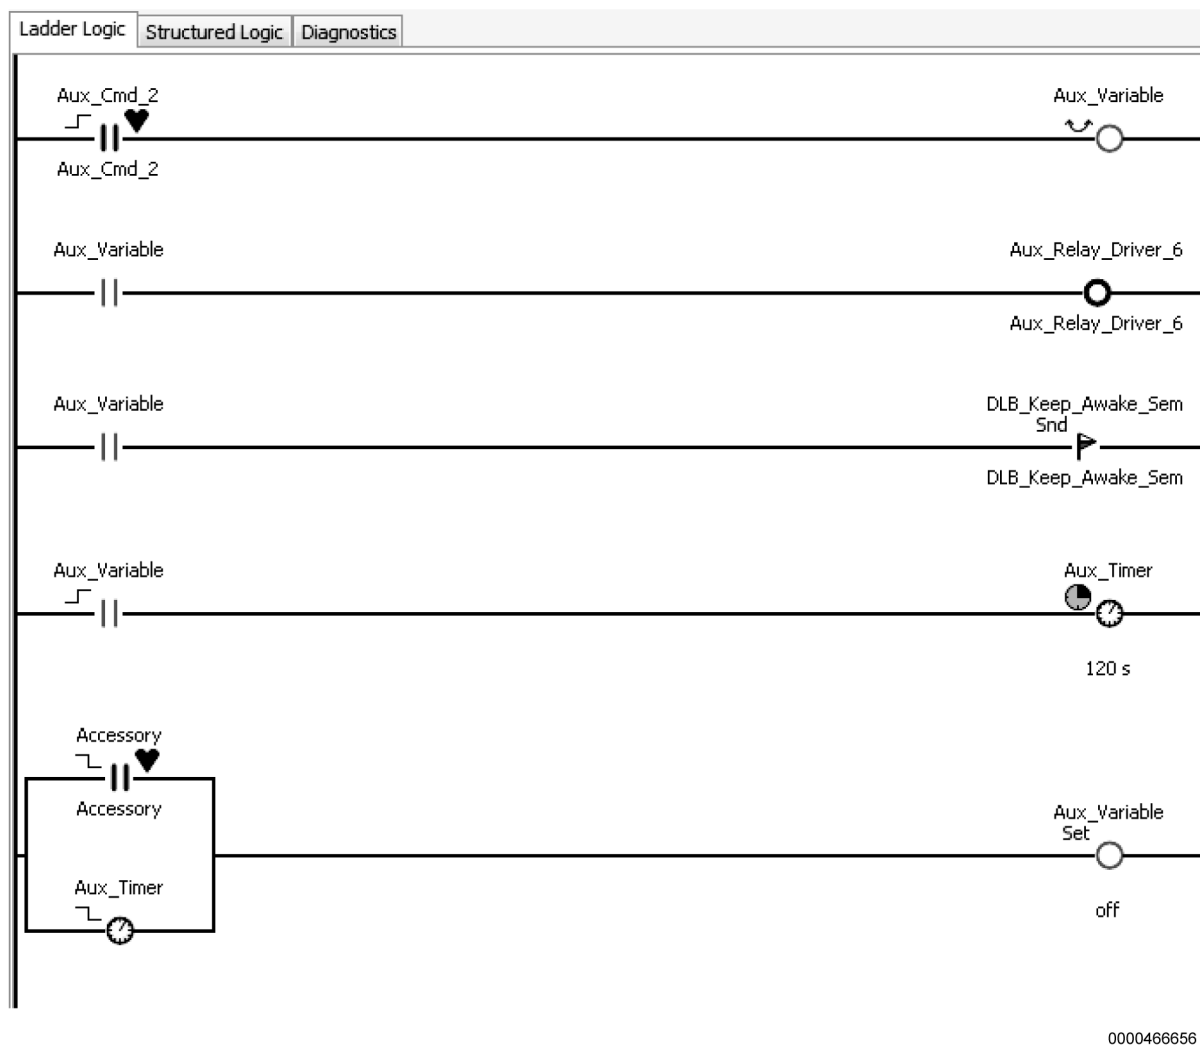 Ladder Logic Structured Logic Diagnostics
Aux_Cmd_2 Aux_Variable
Aux_Cmd_2
Aux_Variable Aux_Relay_Driver_6
Aux_Relay_Driver_6
Aux_Variable DLB_Keep_Awake_Sem
Snd
DLB_Keep_Awake_Sem
Aux_Variable Aux_Timer
120 s
Accessory
Accessory
Aux_Variable
Set
Aux_Timer
off
0000466656